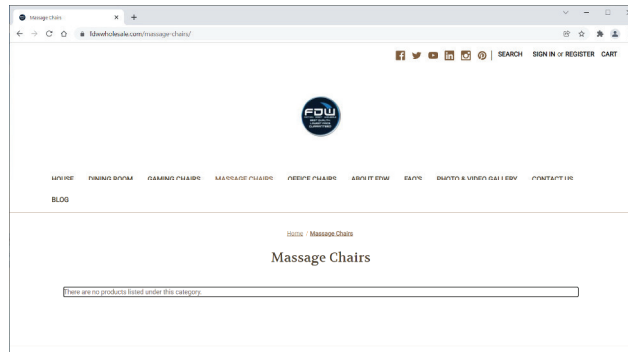 Massage Chairs
fdwwholesale.com/massage-chair/
SEARCH SIGN IN or REGISTER CART
FDW
HOUSE DINING ROOM GAMING CHAIRS MASSAGE CHAIRS OFFICE CHAIRS ABOUT FDW FAQ'S PHOTO & VIDEO GALLERY CONTACT US
BLOG
Home / Massage Chairs
Massage Chairs
There are no products listed under this category.